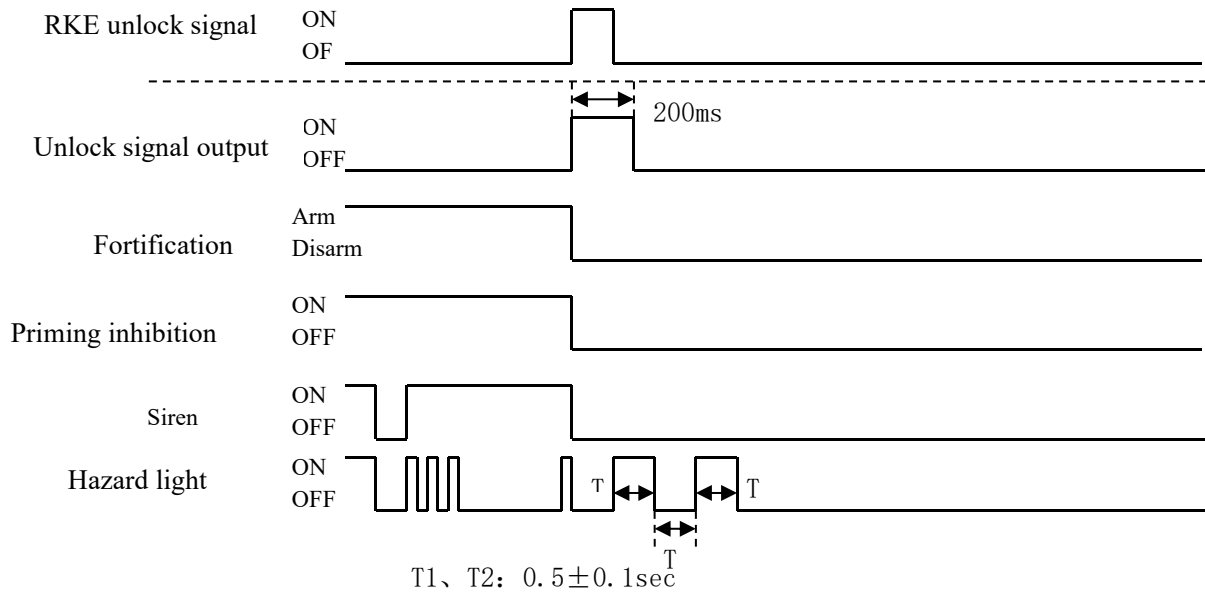 RKE unlock signal
ON
OF
200ms
Unlock signal output
ON
OFF
Fortification
Arm
Disarm
Priming inhibition
ON
OFF
Siren
ON
OFF
Hazard light
ON
OFF
T
T
T
T1、T2: 0.5±0.1sec